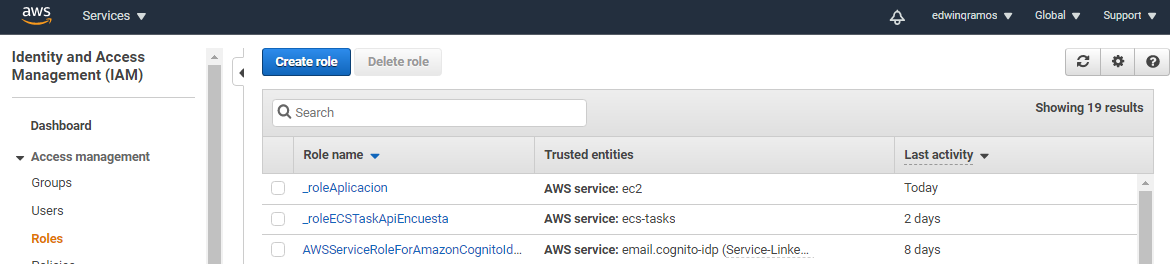 aws
Services
edwinqramos
Global
Support
Identity and Access
Management (IAM)
Dashboard
Access management
Groups
Users
Roles
Policies
Create role
Delete role
Search
Showing 19 results
Role name
Trusted entities
Last activity
_roleAplicacion
AWS service: ec2
Today
_roleECSTaskApiEncuesta
AWS service: ecs-tasks
2 days
AWSServiceRoleForAmazonCognitoId...
AWS service: email.cognito-idp (Service-Linke...
8 days